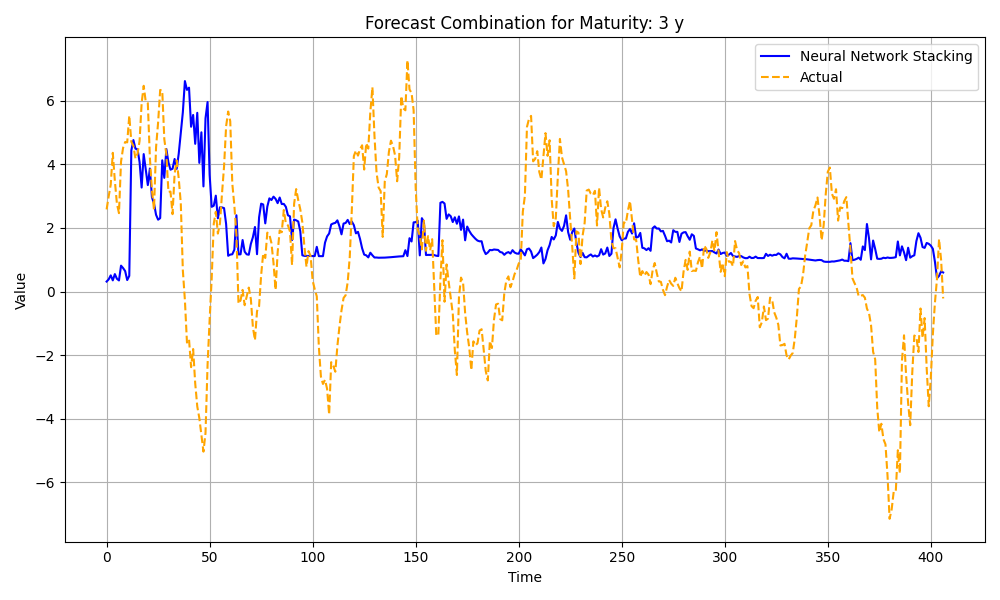 Forecast Combination for Maturity: 3 y
Neural Network Stacking
Actual
Value
6
4
2
0
−2
−4
−6
0 50 100 150 200 250 300 350 400
Time